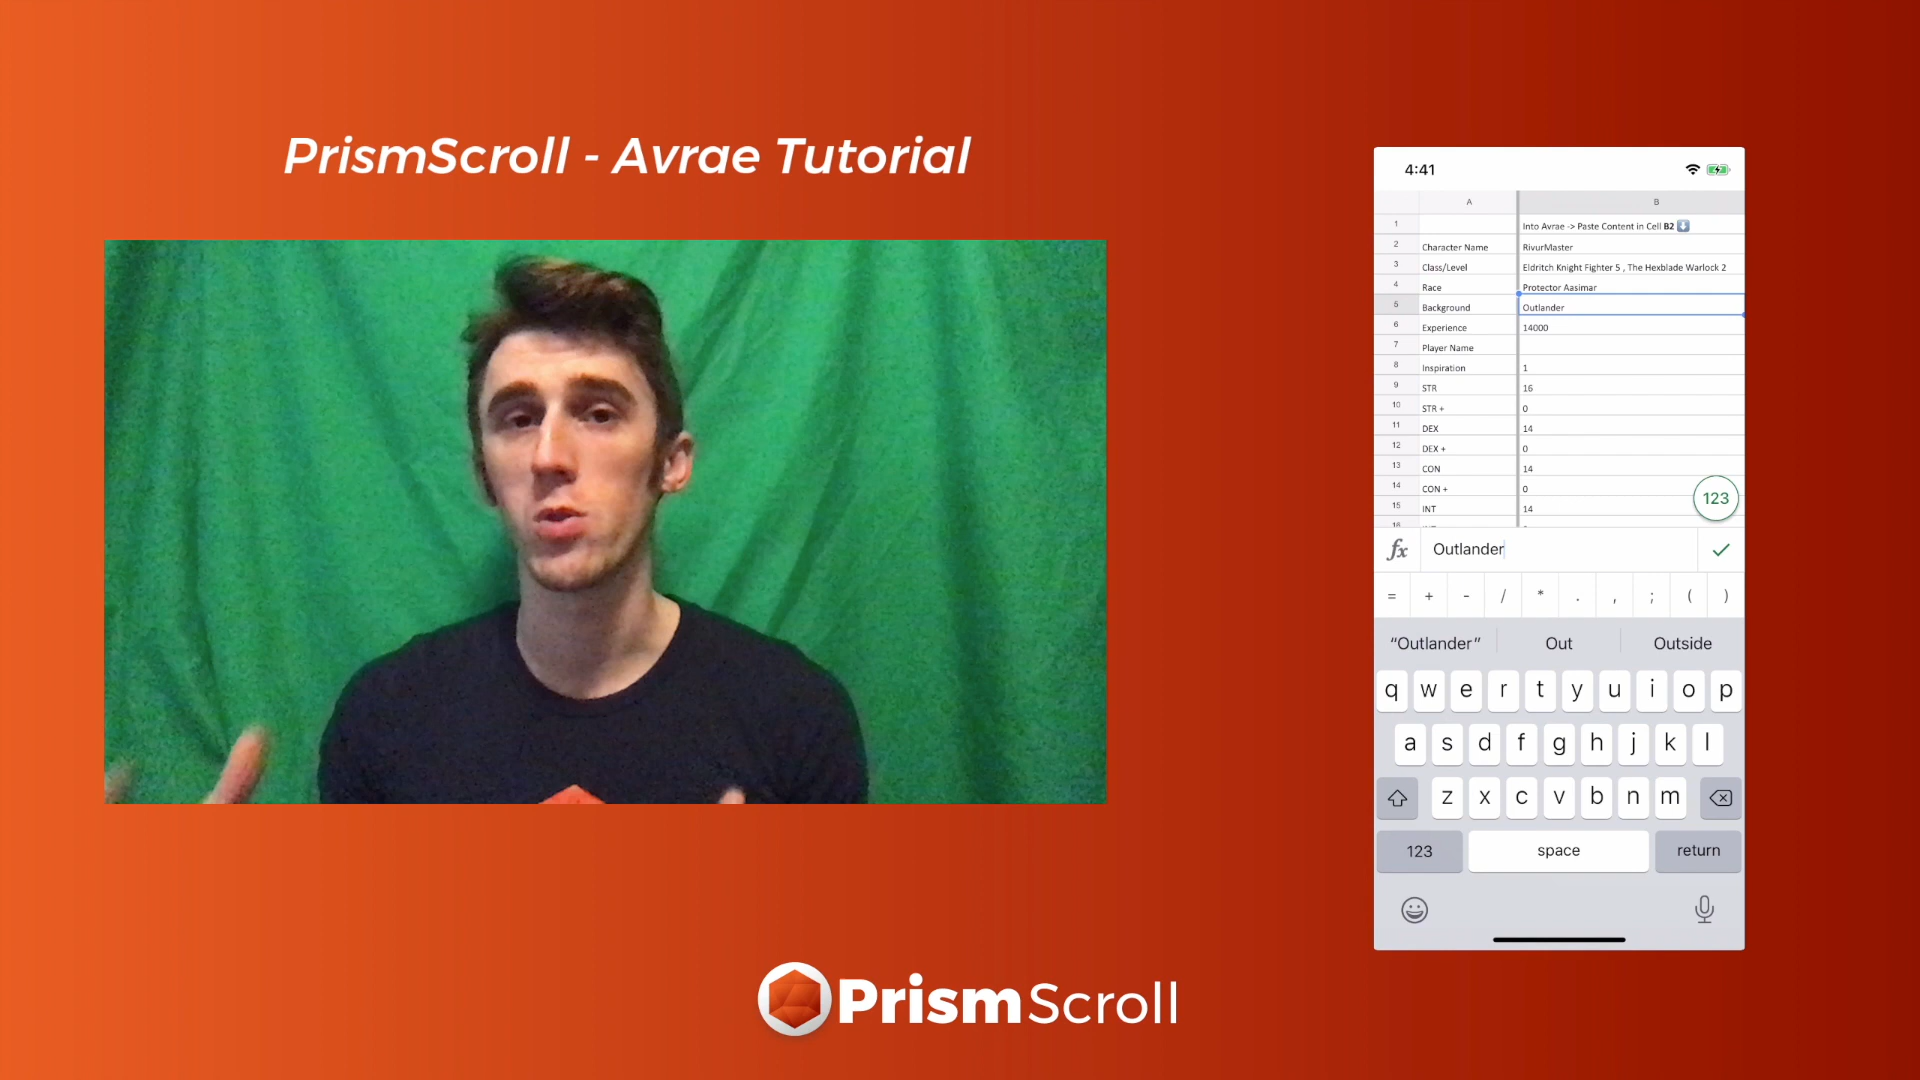 PrismScroll - Avrae Tutorial
4:41
A B
1 Into Avrae -> Paste Content in Cell B2 ⬇
2 Character Name RivurMaster
3 Class/Level Eldritch Knight Fighter 5 , The Hexblade Warlock 2
4 Race Protector Aasimar
5 Background Outlander
6 Experience 14000
7 Player Name
8 Inspiration 1
9 STR 16
10 STR + 0
11 DEX 14
12 DEX + 0
13 CON 14
14 CON + 0
15 INT 14
123
fx Outlander
= + - / * . , ; ( )
“Outlander” Out Outside
q w e r t y u i o p
a s d f g h j k l
z x c v b n m
123 space return
PrismScroll